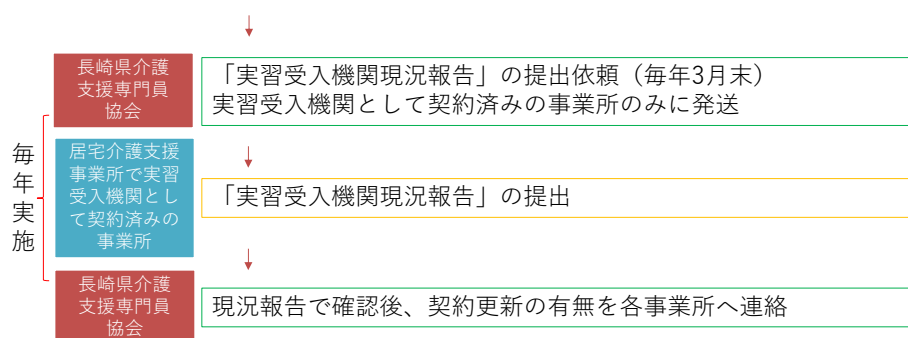 ↓
長崎県介護
支援専門員
協会
「実習受入機関現況報告」の提出依頼（毎年3月末）
実習受入機関として契約済みの事業所のみに発送
毎年実施
↓
居宅介護支援
事業所で実習
受入機関とし
て契約済みの
事業所
「実習受入機関現況報告」の提出
↓
長崎県介護
支援専門員
協会
現況報告で確認後、契約更新の有無を各事業所へ連絡